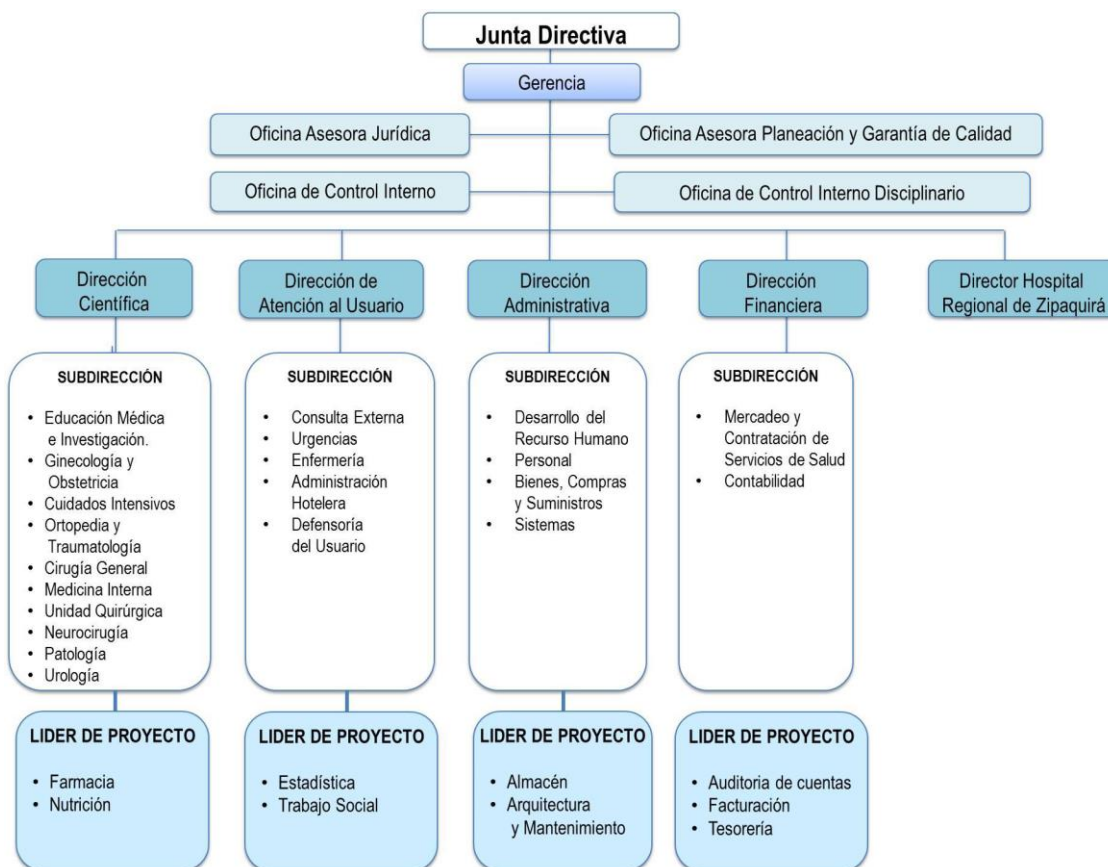 Junta Directiva
Gerencia
Oficina Asesora Jurídica
Oficina Asesora Planeación y Garantía de Calidad
Oficina de Control Interno
Oficina de Control Interno Disciplinario
Dirección
Científica
Dirección de
Atención al Usuario
Dirección
Administrativa
Dirección
Financiera
Director Hospital
Regional de Zipaquirá
SUBDIRECCIÓN
• Educación Médica
e Investigación.
• Ginecología y
Obstetricia
• Cuidados Intensivos
• Ortopedia y
Traumatología
• Cirugía General
• Medicina Interna
• Unidad Quirúrgica
• Neurocirugía
• Patología
• Urología
SUBDIRECCIÓN
• Consulta Externa
• Urgencias
• Enfermería
• Administración
Hotelera
• Defensoría
del Usuario
SUBDIRECCIÓN
• Desarrollo del
Recurso Humano
• Personal
• Bienes, Compras
y Suministros
• Sistemas
SUBDIRECCIÓN
• Mercadeo y
Contratación de
Servicios de Salud
• Contabilidad
LIDER DE PROYECTO
• Farmacia
• Nutrición
LIDER DE PROYECTO
• Estadística
• Trabajo Social
LIDER DE PROYECTO
• Almacén
• Arquitectura
y Mantenimiento
LIDER DE PROYECTO
• Auditoria de cuentas
• Facturación
• Tesorería